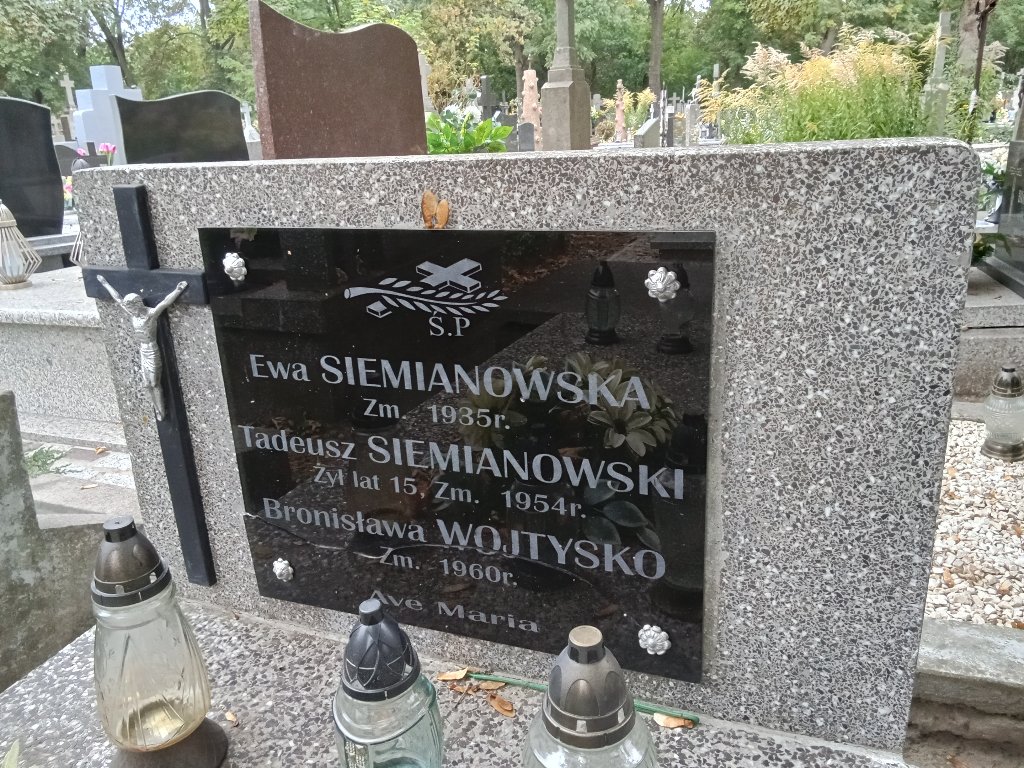 Ś.P
Ewa SIEMIANOWSKA
Zm. 1935r.
Tadeusz SIEMIANOWSKI
Żył lat 15, Zm. 1954r.
Bronisława WOJTYSKO
Zm. 1960r.
Ave Maria